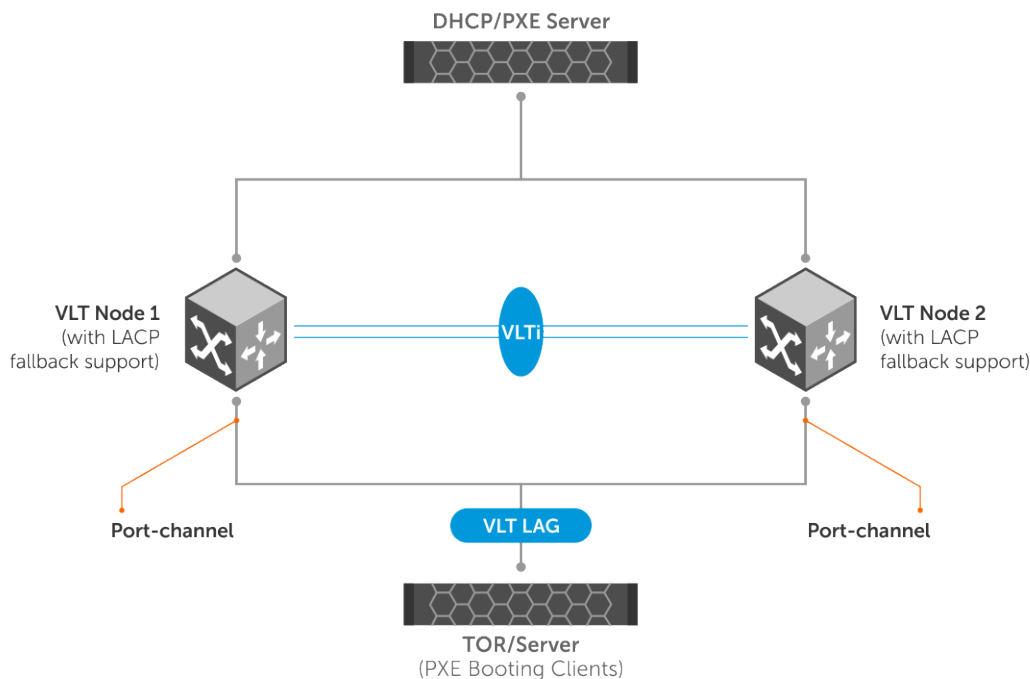 DHCP/PXE Server
VLT Node 1
(with LACP
fallback support)
VLTi
VLT Node 2
(with LACP
fallback support)
Port-channel
VLT LAG
Port-channel
TOR/Server
(PXE Booting Clients)